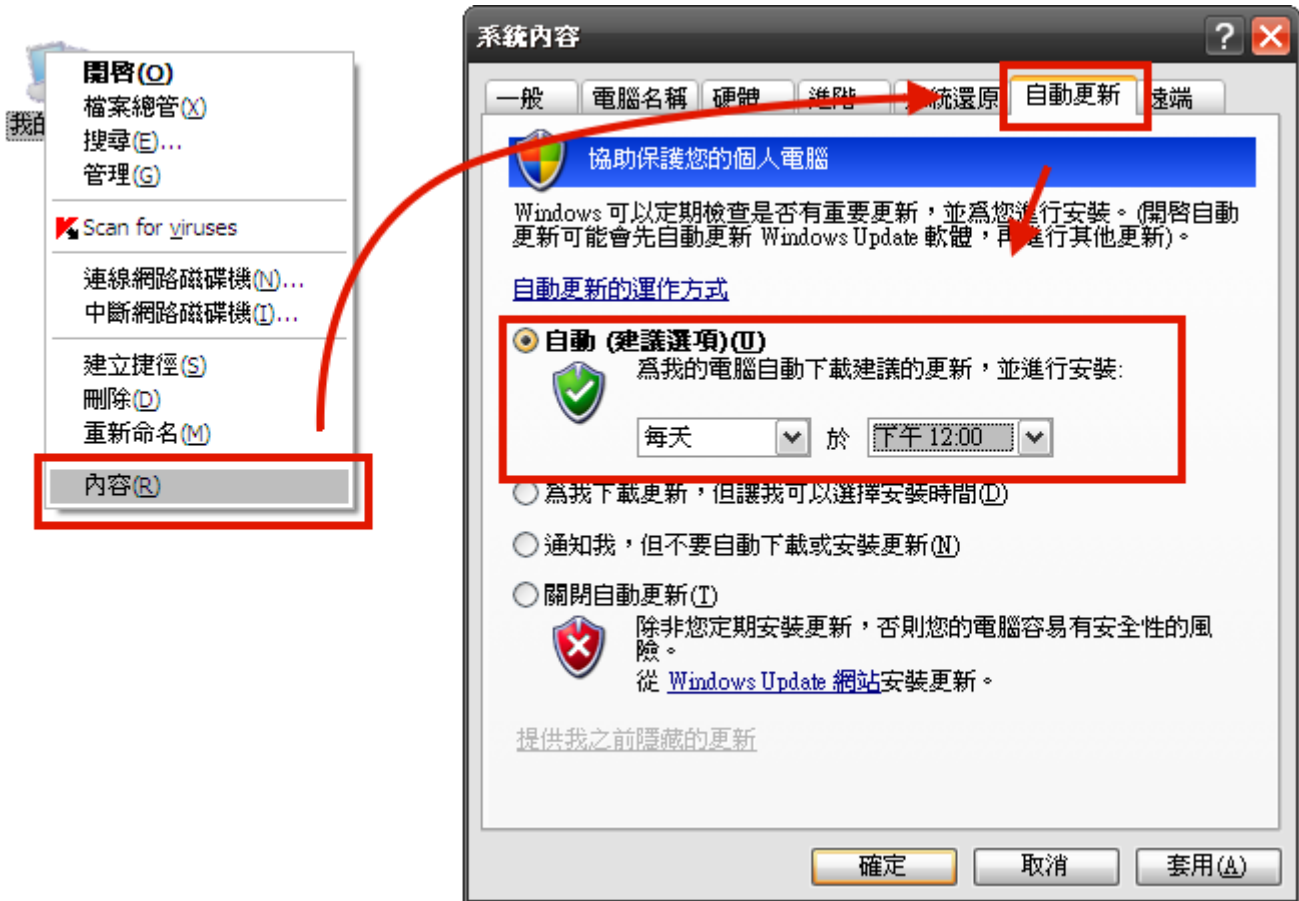 開啓(O)
檔案總管(X)
我的
搜尋(E)...
管理(G)
Scan for viruses
連線網路磁碟機(N)...
中斷網路磁碟機(I)...
建立捷徑(S)
刪除(D)
重新命名(M)
內容(R)
系統內容
一般 電腦名稱 硬體 進階 系統還原 自動更新 遠端
協助保護您的個人電腦
Windows 可以定期檢查是否有重要更新,並爲您進行安裝。(開啓自動
更新可能會先自動更新 Windows Update 軟體,再進行其他更新)。
自動更新的運作方式
自動 (建議選項)(U)
爲我的電腦自動下載建議的更新,並進行安裝:
每天 於 下午 12:00
爲我下載更新,但讓我可以選擇安裝時間(D)
通知我,但不要自動下載或安裝更新(N)
關閉自動更新(T)
除非您定期安裝更新,否則您的電腦容易有安全性的風
險。
從 Windows Update 網站安裝更新。
提供我之前隱藏的更新
確定 取消 套用(A)